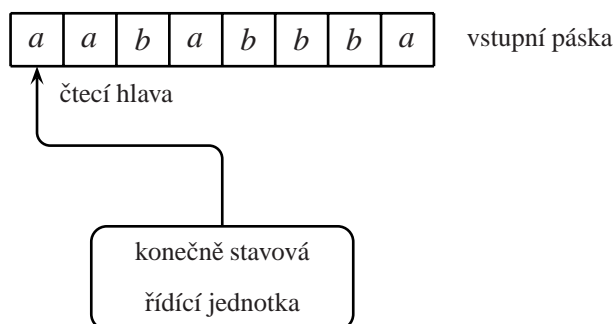 a a b a b b b a vstupní páska
čtecí hlava
konečně stavová
řídící jednotka